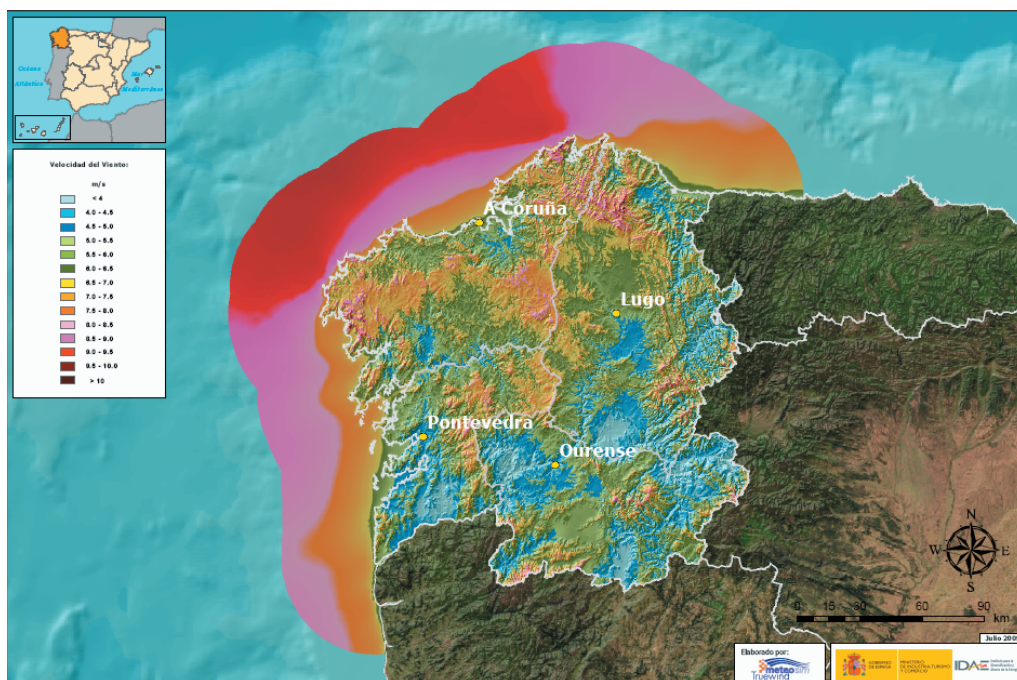 Océano
Atlántico
Mar
Mediterráneo
Velocidad del Viento:
m/s
< 4
4.0 - 4.5
4.5 - 5.0
5.0 - 5.5
5.5 - 6.0
6.0 - 6.5
6.5 - 7.0
7.0 - 7.5
7.5 - 8.0
8.0 - 8.5
8.5 - 9.0
9.0 - 9.5
9.5 - 10.0
> 10
A Coruña
Lugo
Pontevedra
Ourense
N
W E
S
0 15 30 60 90
km
Julio 2009
Elaborado por:
meteosim
Truewind
GOBIERNO
DE ESPAÑA
MINISTERIO
DE INDUSTRIA, TURISMO
Y COMERCIO
IDAE